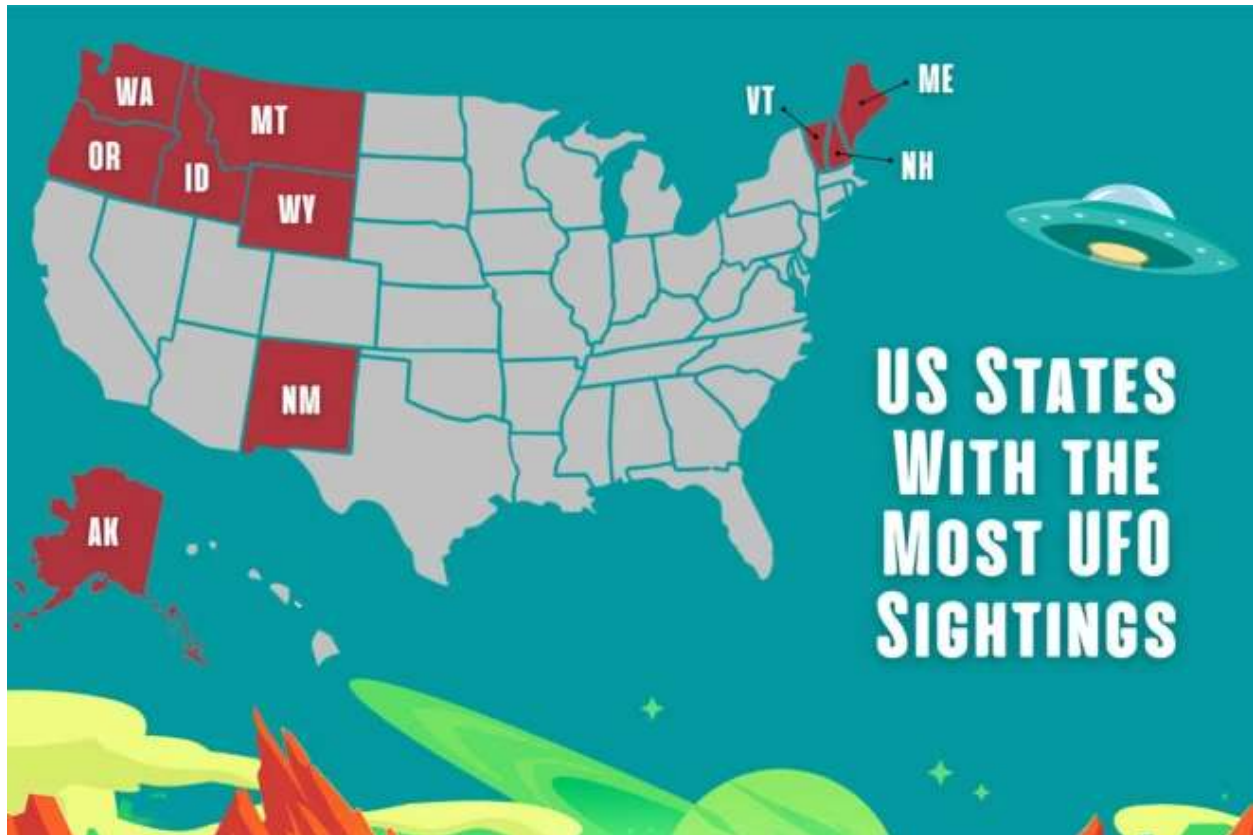 WA
MT
OR
ID
WY
NM
AK
VT
ME
NH
US STATES
WITH THE
MOST UFO
SIGHTINGS